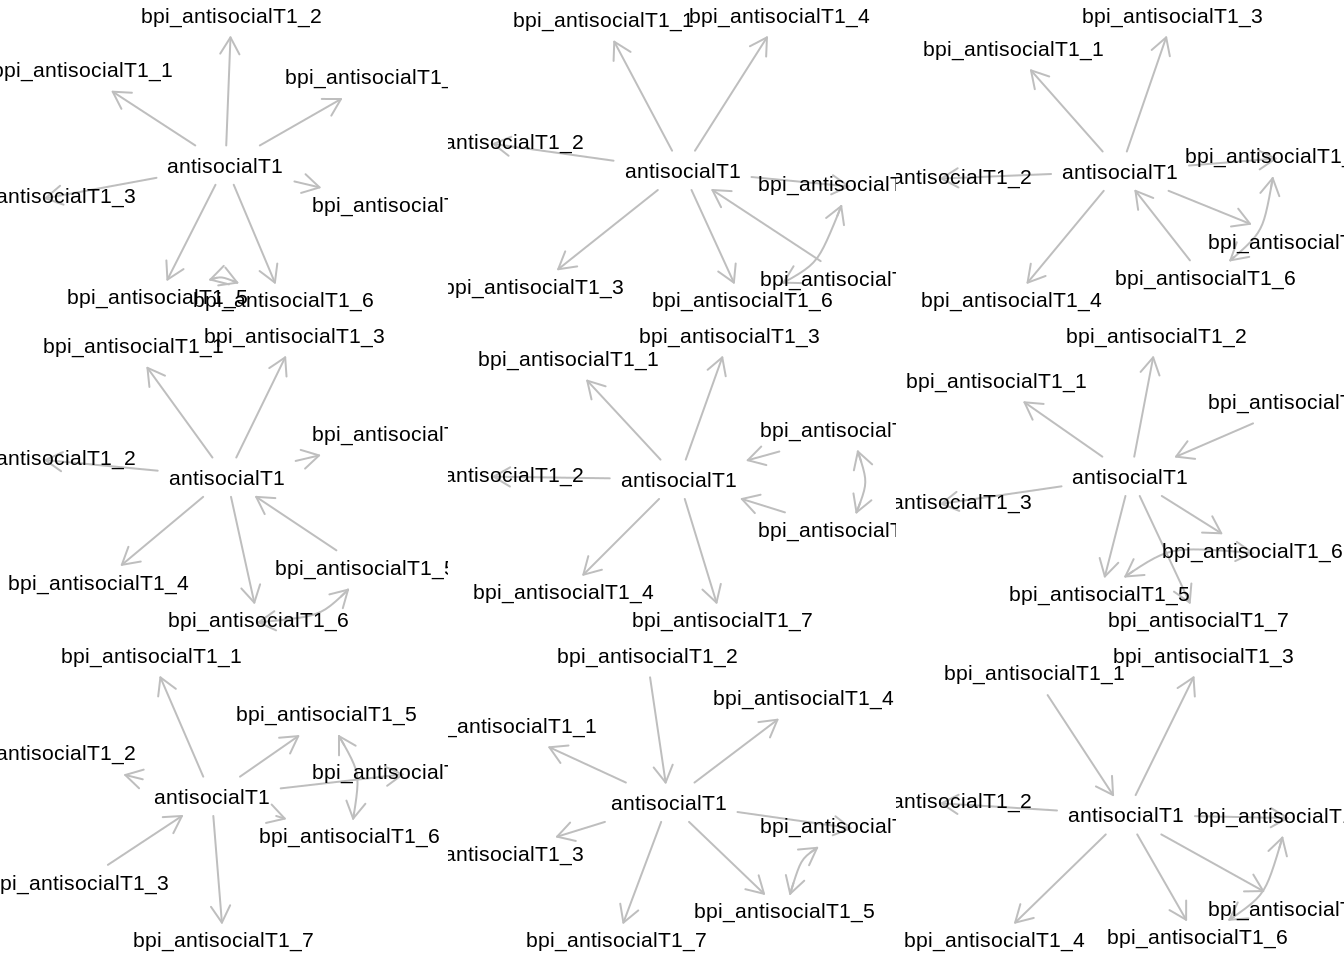 bpi_antisocialT1_2
bpi_antisocialT1_1
bpi_antisocialT1_
antisocialT1
antisocialT1_3
bpi_antisocialT
bpi_antisocialT1_5
bpi_antisocialT1_6
bpi_antisocialT1_1
bpi_antisocialT1_4
antisocialT1_2
antisocialT1
bpi_antisocialT
bpi_antisocialT1_3
bpi_antisocialT
bpi_antisocialT1_6
bpi_antisocialT1_3
bpi_antisocialT1_1
bpi_antisocialT1_
antisocialT1_2
antisocialT1
bpi_antisocialT
bpi_antisocialT1_6
bpi_antisocialT1_4
bpi_antisocialT1_3
bpi_antisocialT1_1
bpi_antisocialT
antisocialT1_2
antisocialT1
bpi_antisocialT1_5
bpi_antisocialT1_4
bpi_antisocialT1_6
bpi_antisocialT1_3
bpi_antisocialT1_1
bpi_antisocialT
antisocialT1_2
antisocialT1
bpi_antisocialT
bpi_antisocialT1_4
bpi_antisocialT1_7
bpi_antisocialT1_2
bpi_antisocialT1_1
bpi_antisocialT
antisocialT1
antisocialT1_3
bpi_antisocialT1_6
bpi_antisocialT1_5
bpi_antisocialT1_7
bpi_antisocialT1_1
bpi_antisocialT1_5
antisocialT1_2
bpi_antisocialT
antisocialT1
bpi_antisocialT1_6
pi_antisocialT1_3
bpi_antisocialT1_7
bpi_antisocialT1_2
bpi_antisocialT1_4
_antisocialT1_1
antisocialT1
bpi_antisocialT
antisocialT1_3
bpi_antisocialT1_5
bpi_antisocialT1_7
bpi_antisocialT1_3
bpi_antisocialT1_1
antisocialT1_2
antisocialT1
bpi_antisocialT1
bpi_antisocialT
bpi_antisocialT1_6
bpi_antisocialT1_4